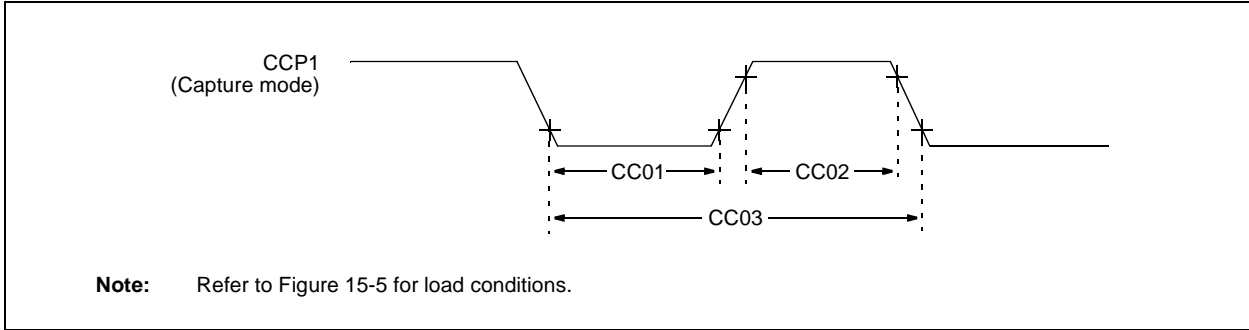 CCP1
(Capture mode)
CC01
CC02
CC03
Note: Refer to Figure 15-5 for load conditions.